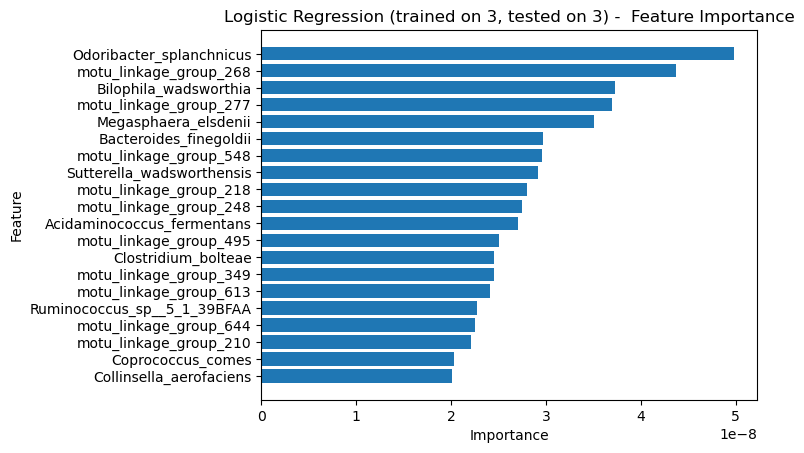 Logistic Regression (trained on 3, tested on 3) -  Feature Importance
Odoribacter_splanchnicus
motu_linkage_group_268
Bilophila_wadsworthia
motu_linkage_group_277
Megasphaera_elsdenii
Bacteroides_finegoldii
motu_linkage_group_548
Sutterella_wadsworthensis
motu_linkage_group_218
motu_linkage_group_248
Acidaminococcus_fermentans
motu_linkage_group_495
Clostridium_bolteae
motu_linkage_group_349
motu_linkage_group_613
Ruminococcus_sp__5_1_39BFAA
motu_linkage_group_644
motu_linkage_group_210
Coprococcus_comes
Collinsella_aerofaciens
Feature
0 1 2 3 4 5
1e−8
Importance